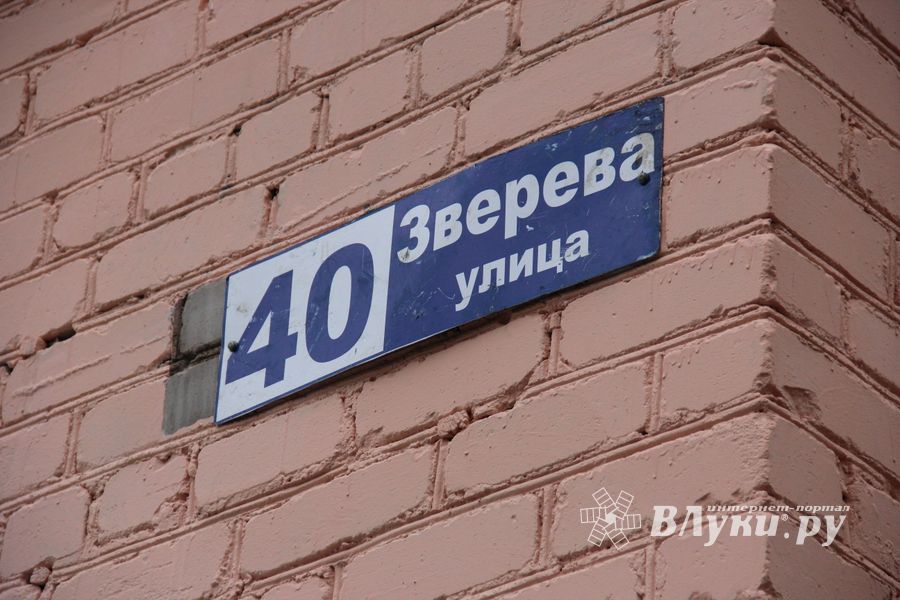 40
Зверева
улица
интернет-портал
ВЛуки®.ру